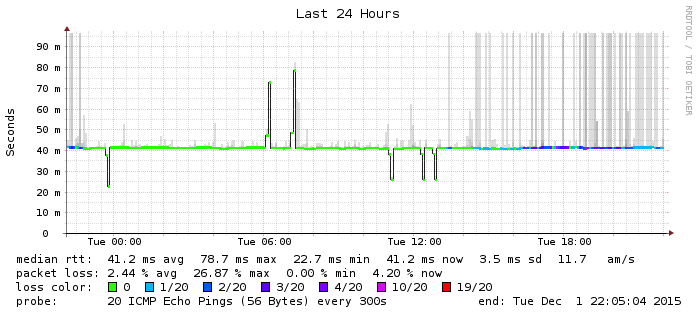 Last 24 Hours
RRDTOOL / TOBI OETIKER
Seconds
90 m
80 m
70 m
60 m
50 m
40 m
30 m
20 m
10 m
0
Tue 00:00 Tue 06:00 Tue 12:00 Tue 18:00
median rtt: 41.2 ms avg 78.7 ms max 22.7 ms min 41.2 ms now 3.5 ms sd 11.7 am/s
packet loss: 2.44 % avg 26.87 % max 0.00 % min 4.20 % now
loss color: 0 1/20 2/20 3/20 4/20 10/20 19/20
probe: 20 ICMP Echo Pings (56 Bytes) every 300s end: Tue Dec 1 22:05:04 2015